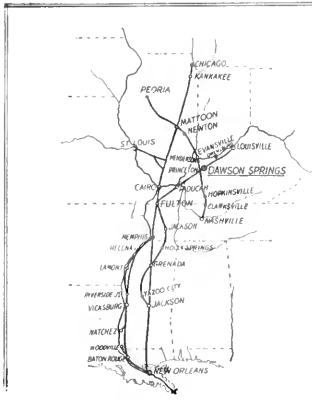 CHICAGO
KANKAKEE
PEORIA
MATTOON
NEWTON
EVANSVILLE
ST LOUIS
LOUISVILLE
HENDERSON
PRINCETON
DAWSON SPRINGS
CAIRO
PADUCAH
HOPKINSVILLE
FULTON
CLARKSVILLE
NASHVILLE
JACKSON
MEMPHIS
HELENA
HOLLY SPRINGS
LAMONT
GRENADA
YAZOO CITY
RIVERSIDE JC
VICKSBURG
JACKSON
NATCHEZ
WOODVILLE
BATON ROUGE
NEW ORLEANS